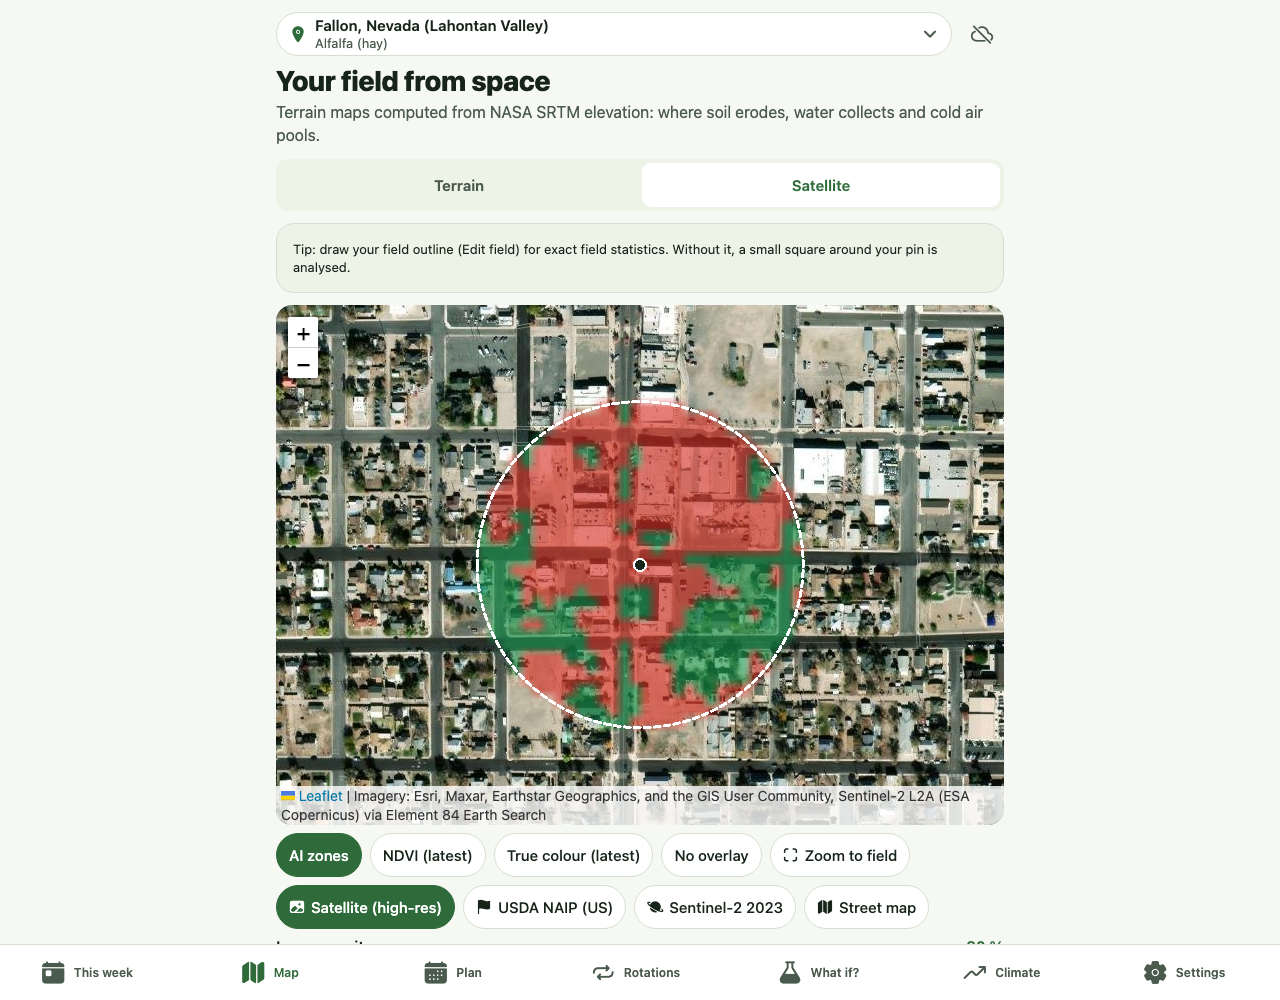 Fallon, Nevada (Lahontan Valley)
Alfalfa (hay)
Your field from space
Terrain maps computed from NASA SRTM elevation: where soil erodes, water collects and cold air
pools.
Terrain
Satellite
Tip: draw your field outline (Edit field) for exact field statistics. Without it, a small square around your pin is
analysed.
+
−
Leaflet | Imagery: Esri, Maxar, Earthstar Geographics, and the GIS User Community, Sentinel-2 L2A (ESA
Copernicus) via Element 84 Earth Search
AI zones
NDVI (latest)
True colour (latest)
No overlay
Zoom to field
Satellite (high-res)
USDA NAIP (US)
Sentinel-2 2023
Street map
This week
Map
Plan
Rotations
What if?
Climate
Settings